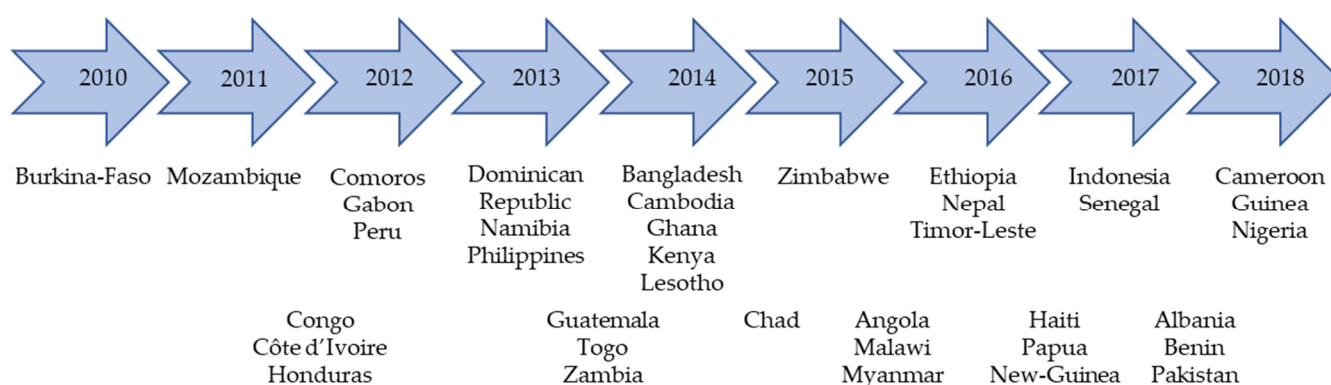 2010 2011 2012 2013 2014 2015 2016 2017 2018
Burkina-Faso Mozambique Comoros Dominican Bangladesh Zimbabwe Ethiopia Indonesia Cameroon
Gabon Republic Cambodia Nepal Senegal Guinea
Peru Namibia Ghana Timor-Leste Nigeria
Philippines Kenya
Lesotho
Congo Guatemala Chad Angola Haiti Albania
Côte d’Ivoire Togo Malawi Papua Benin
Honduras Zambia Myanmar New-Guinea Pakistan